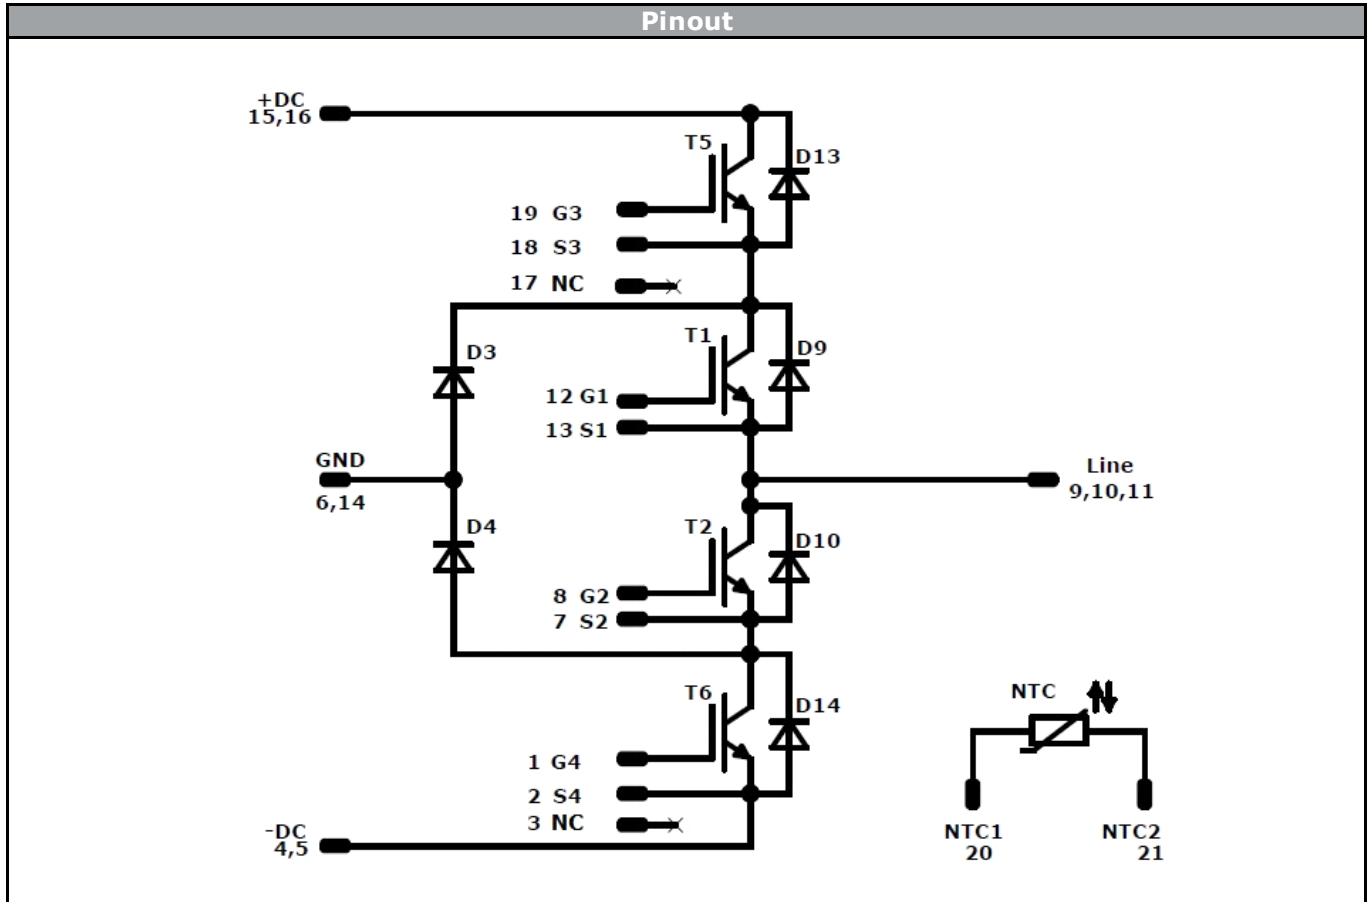 Pinout
+DC
15,16
T5
D13
19 G3
18 S3
17 NC
T1
D9
D3
12 G1
13 S1
GND
6,14
Line
9,10,11
D4
T2
D10
8 G2
7 S2
T6
D14
NTC
1 G4
2 S4
3 NC
-DC
4,5
NTC1
20
NTC2
21